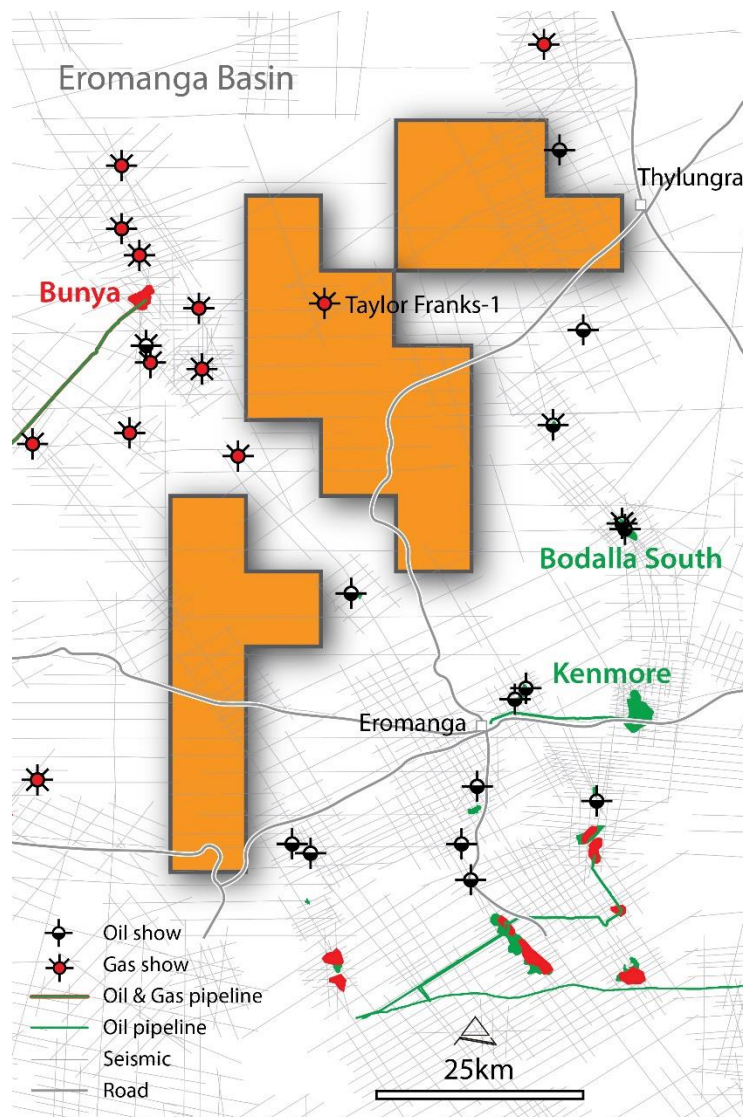 Eromanga Basin
Thylungra
Bunya
Taylor Franks-1
Bodalla South
Kenmore
Eromanga
Oil show
Gas show
Oil & Gas pipeline
Oil pipeline
Seismic
Road
25km